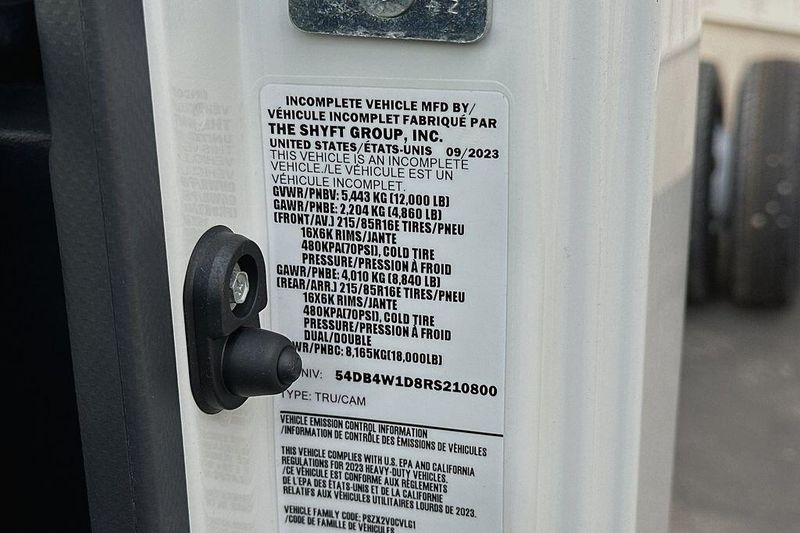 INCOMPLETE VEHICLE MFD BY/
VÉHICULE INCOMPLET FABRIQUÉ PAR
THE SHYFT GROUP, INC.
UNITED STATES/ÉTATS-UNIS 09/2023
THIS VEHICLE IS AN INCOMPLETE
VEHICLE./LE VÉHICULE EST UN
VÉHICULE INCOMPLET.
GVWR/PNBV: 5,443 KG (12,000 LB)
GAWR/PNBE: 2,204 KG (4,860 LB)
(FRONT/AV.) 215/85R16E TIRES/PNEU
16X6K RIMS/JANTE
480KPA(70PSI), COLD TIRE
PRESSURE/PRESSION À FROID
GAWR/PNBE: 4,010 KG (8,840 LB)
(REAR/ARR.) 215/85R16E TIRES/PNEU
16X6K RIMS/JANTE
480KPA(70PSI), COLD TIRE
PRESSURE/PRESSION À FROID
DUAL/DOUBLE
WR/PNBC: 8,165KG(18,000LB)
NIV: 54DB4W1D8RS210800
TYPE: TRU/CAM
VEHICLE EMISSION CONTROL INFORMATION
/INFORMATION DE CONTRÔLE DES ÉMISSIONS DE VÉHICULES
THIS VEHICLE COMPLIES WITH U.S. EPA AND CALIFORNIA
REGULATIONS FOR 2023 HEAVY-DUTY VEHICLES.
/CE VÉHICULE EST CONFORME AUX RÈGLEMENTS
DE L'EPA DES ÉTATS-UNIS ET DE LA CALIFORNIE
RELATIFS AUX VÉHICULES UTILITAIRES LOURDS DE 2023.
VEHICLE FAMILY CODE: PSZX2VOCVLG1
/CODE DE FAMILLE DE VÉHICULES